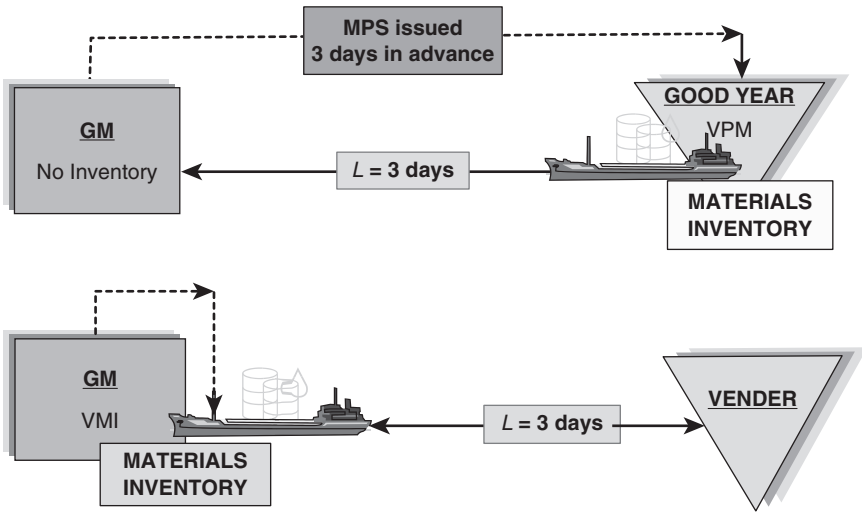 MPS issued
3 days in advance
GM
No Inventory
L = 3 days
GOOD YEAR
VPM
MATERIALS
INVENTORY
GM
VMI
MATERIALS
INVENTORY
L = 3 days
VENDER